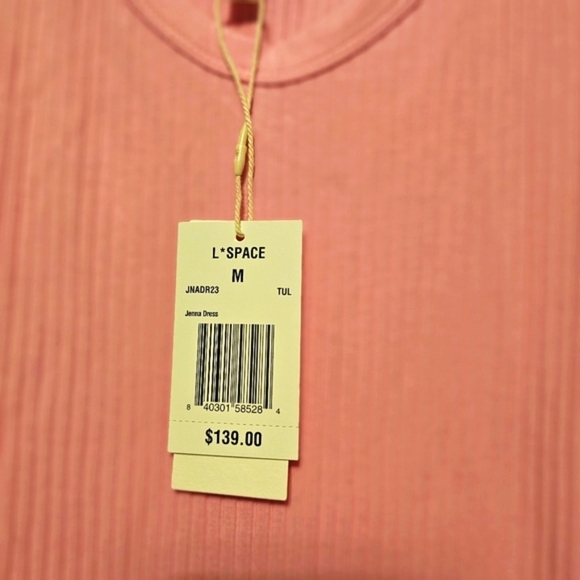 L*SPACE
M
JNADR23 TUL
Jenna Dress
8 40301 58528 4
$139.00